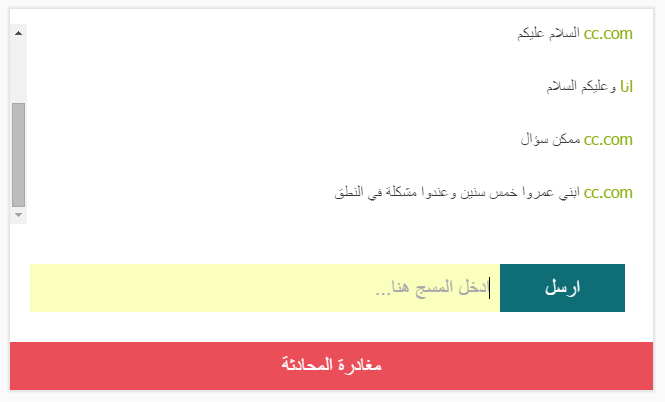 cc.com السلام عليكم
انا وعليكم السلام
cc.com ممكن سؤال
cc.com ابني عمروا خمس سنين وعندوا مشكلة في النطق
ارسل ادخل المسج هنا...
مغادرة المحادثة